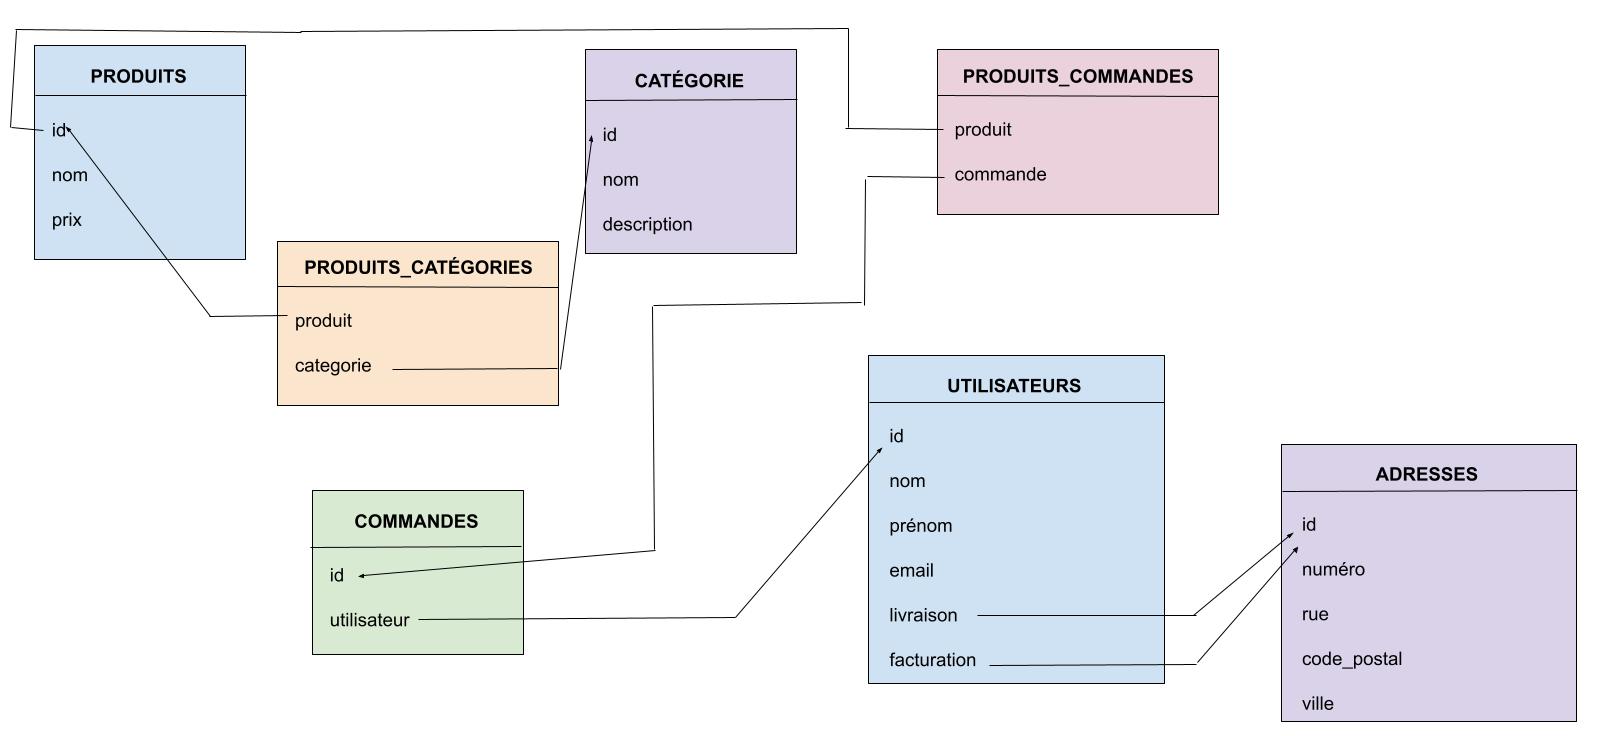 PRODUITS
id
nom
prix
CATÉGORIE
id
nom
description
PRODUITS_COMMANDES
produit
commande
PRODUITS_CATÉGORIES
produit
categorie
UTILISATEURS
id
nom
prénom
email
livraison
facturation
ADRESSES
id
numéro
rue
code_postal
ville
COMMANDES
id
utilisateur